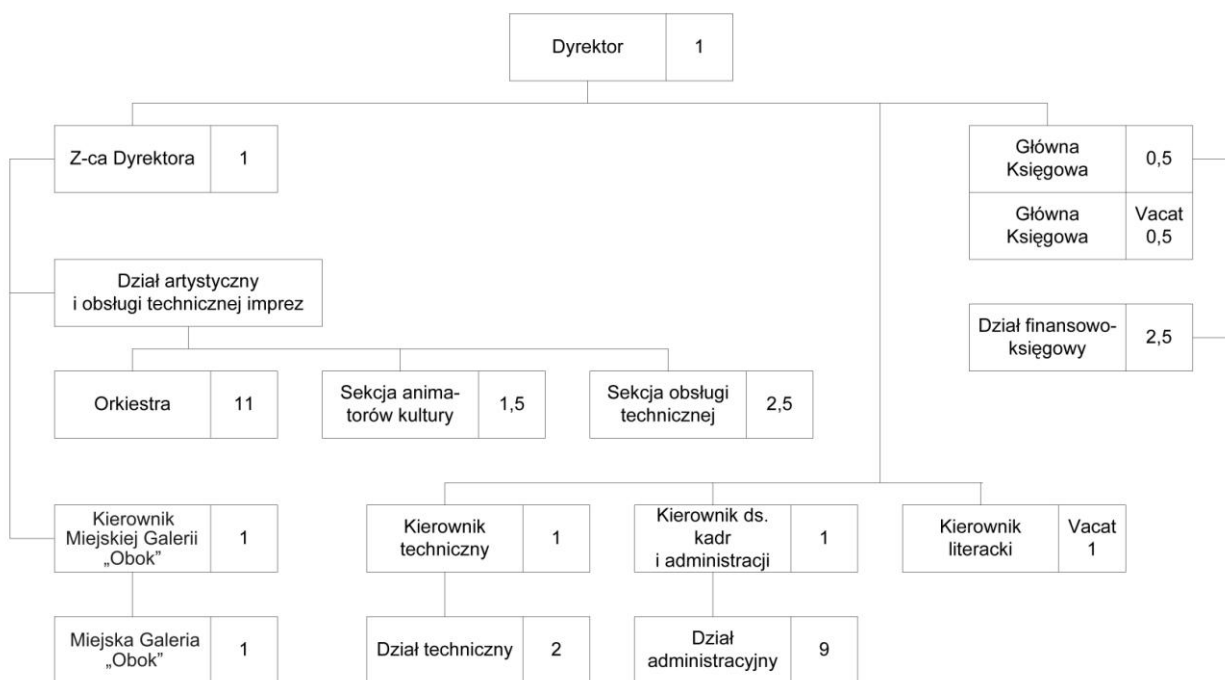 Dyrektor 1
Z-ca Dyrektora 1
Główna
Księgowa
0,5
Główna
Księgowa
Vacat
0,5
Dział artystyczny
i obsługi technicznej imprez
Dział finansowo-
księgowy
2,5
Orkiestra 11
Sekcja anima-
torów kultury
1,5
Sekcja obsługi
technicznej
2,5
Kierownik
Miejskiej Galerii
„Obok”
1
Kierownik
techniczny
1
Kierownik ds.
kadr
i administracji
1
Kierownik
literacki
Vacat
1
Miejska Galeria
„Obok”
1
Dział techniczny 2
Dział
administracyjny
9